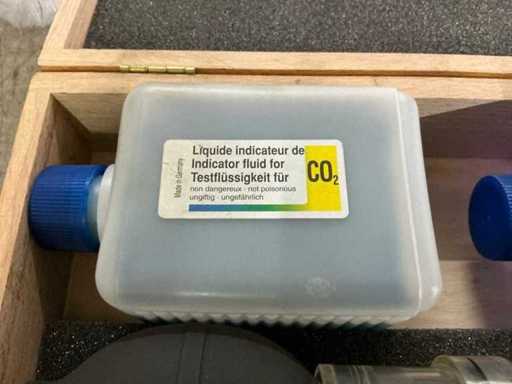 Liquide indicateur de
Indicator fluid for
Testflüssigkeit für
CO₂
non dangereux · not poisonous
ungiftig · ungefährlich
Made in Germany